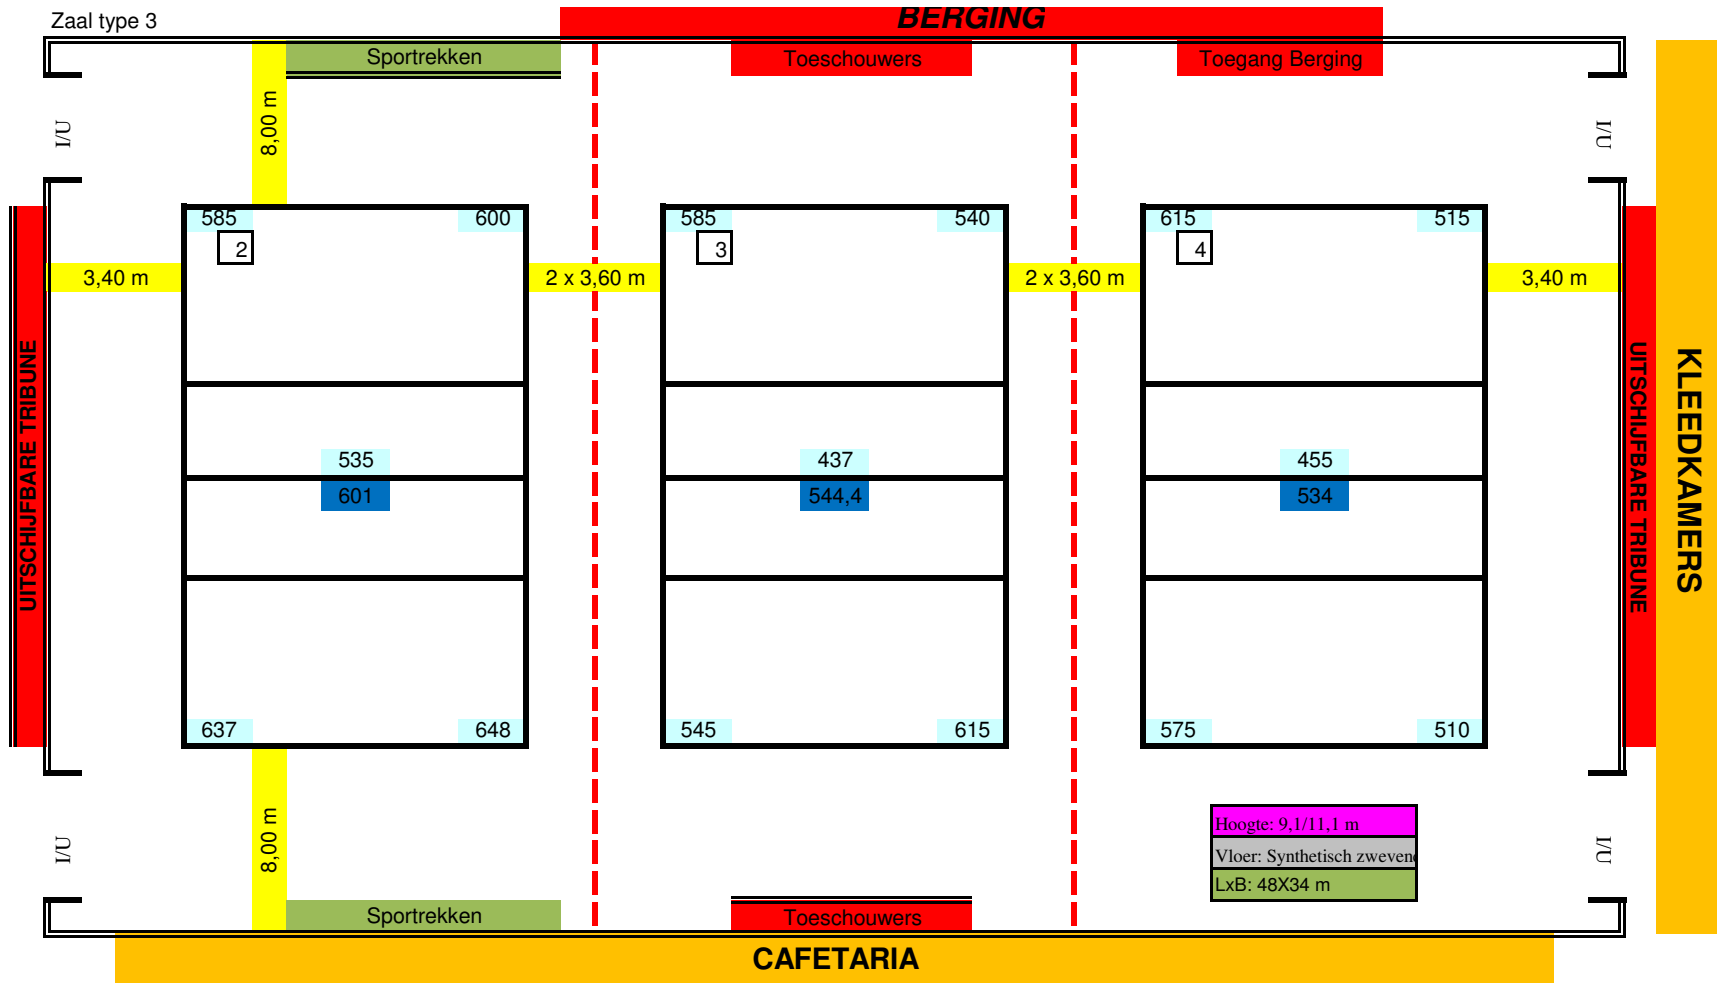 Zaal type 3
BERGING
Sportrekken
Toeschouwers
Toegang Berging
I/U
8,00 m
I/U
585
600
585
540
615
515
2
3
4
3,40 m
2 x 3,60 m
2 x 3,60 m
3,40 m
UITSCHIJFBARE TRIBUNE
UITSCHIJFBARE TRIBUNE
KLEEDKAMERS
535
437
455
601
544,4
534
637
648
545
615
575
510
I/U
8,00 m
I/U
Hoogte: 9,1/11,1 m
Vloer: Synthetisch zwevend
LxB: 48X34 m
Sportrekken
Toeschouwers
CAFETARIA